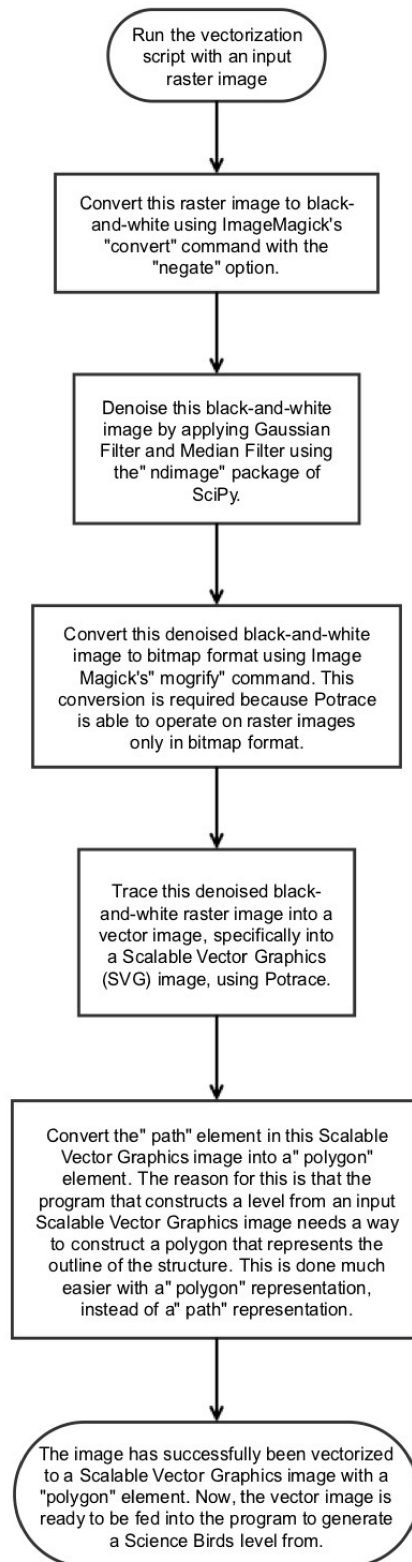 Run the vectorization
script with an input
raster image
Convert this raster image to black-
and-white using ImageMagick's
"convert" command with the
"negate" option.
Denoise this black-and-white
image by applying Gaussian
Filter and Median Filter using
the" ndimage" package of
SciPy.
Convert this denoised black-and-white
image to bitmap format using Image
Magick's" mogrify" command. This
conversion is required because Potrace
is able to operate on raster images
only in bitmap format.
Trace this denoised black-
and-white raster image into a
vector image, specifically into
a Scalable Vector Graphics
(SVG) image, using Potrace.
Convert the" path" element in this Scalable
Vector Graphics image into a" polygon"
element. The reason for this is that the
program that constructs a level from an input
Scalable Vector Graphics image needs a way
to construct a polygon that represents the
outline of the structure. This is done much
easier with a" polygon" representation,
instead of a" path" representation.
The image has successfully been vectorized
to a Scalable Vector Graphics image with a
"polygon" element. Now, the vector image is
ready to be fed into the program to generate
a Science Birds level from.